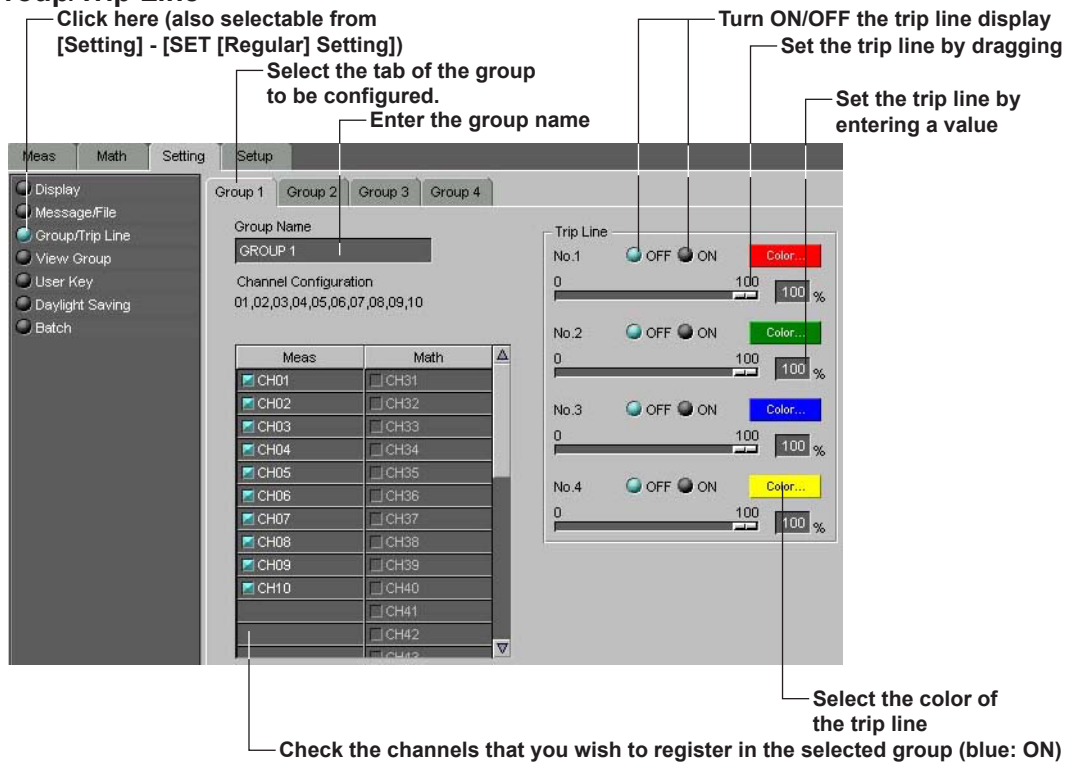 Click here (also selectable from
[Setting] - [SET [Regular] Setting])
Select the tab of the group
to be configured.
Enter the group name
Turn ON/OFF the trip line display
Set the trip line by dragging
Set the trip line by
entering a value
Meas Math Setting Setup
Display
Message/File
Group/Trip Line
View Group
User Key
Daylight Saving
Batch
Group 1 Group 2 Group 3 Group 4
Group Name
GROUP 1
Channel Configuration
01,02,03,04,05,06,07,08,09,10
Meas Math
CH01 CH31
CH02 CH32
CH03 CH33
CH04 CH34
CH05 CH35
CH06 CH36
CH07 CH37
CH08 CH38
CH09 CH39
CH10 CH40
CH41
CH42
CH43
Trip Line
No.1 OFF ON Color...
0 100 100 %
No.2 OFF ON Color...
0 100 100 %
No.3 OFF ON Color...
0 100 100 %
No.4 OFF ON Color...
0 100 100 %
Select the color of
the trip line
Check the channels that you wish to register in the selected group (blue: ON)